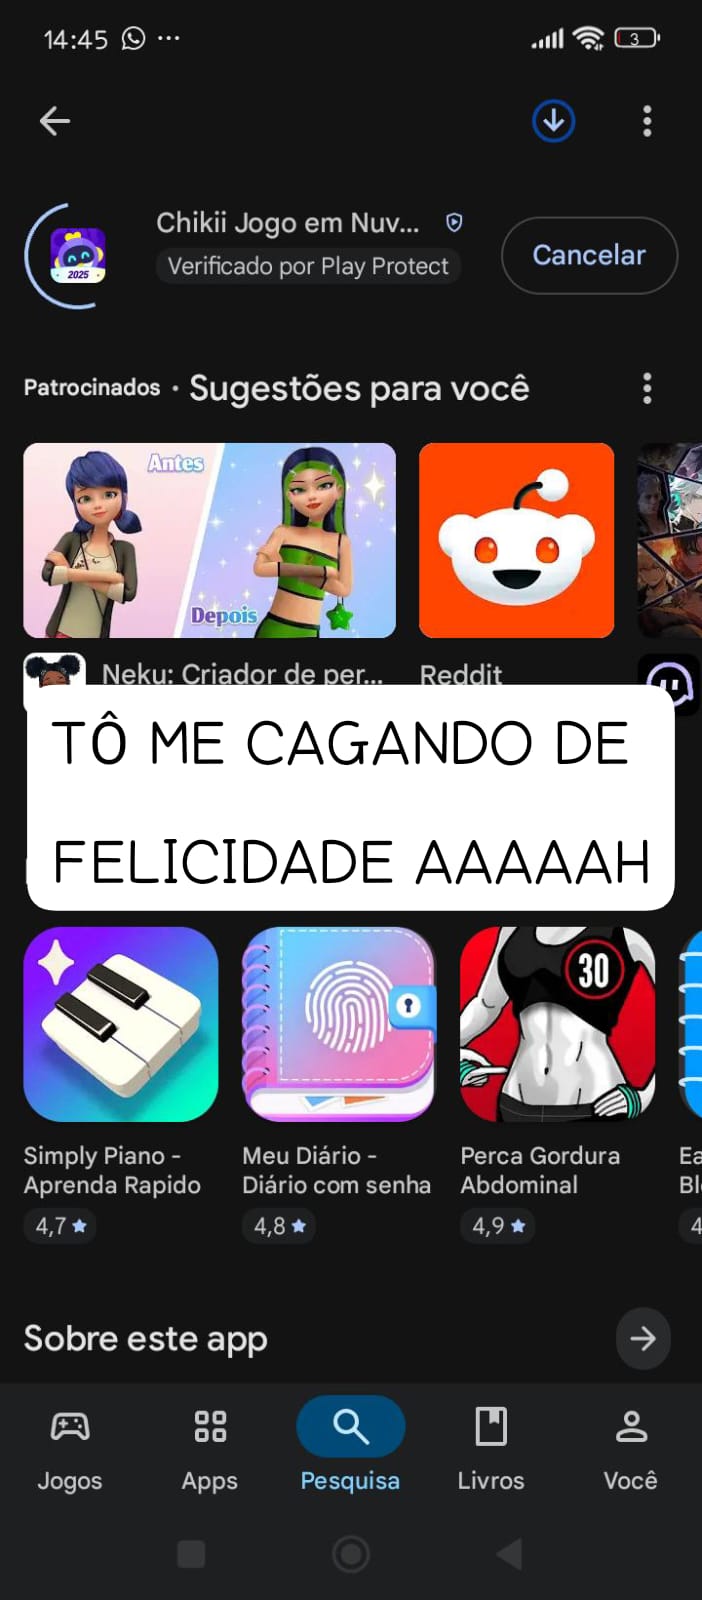 14:45
3
Chikii Jogo em Nuv...
Verificado por Play Protect
Cancelar
2025
Patrocinados • Sugestões para você
Antes
Depois
Neku: Criador de per...
Reddit
TÔ ME CAGANDO DE
FELICIDADE AAAAAH
30
Simply Piano -
Aprenda Rapido
4,7
Meu Diário -
Diário com senha
4,8
Perca Gordura
Abdominal
4,9
Ea
Bl
4
Sobre este app
Jogos
Apps
Pesquisa
Livros
Você